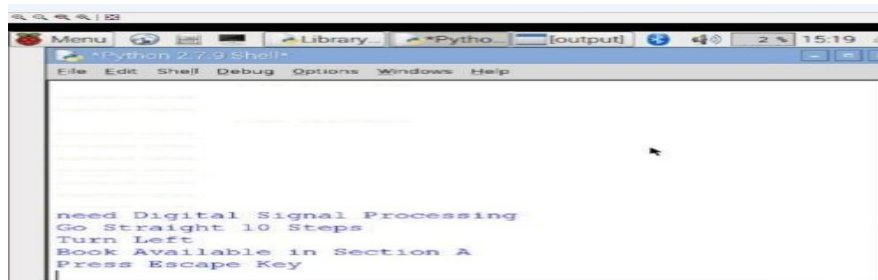 Menu Library... *Pytho... [output] 2 % 15:19
*Python 2.7.9 Shell*
File Edit Shell Debug Options Windows Help
need Digital Signal Processing
Go Straight 10 Steps
Turn Left
Book Available in Section A
Press Escape Key